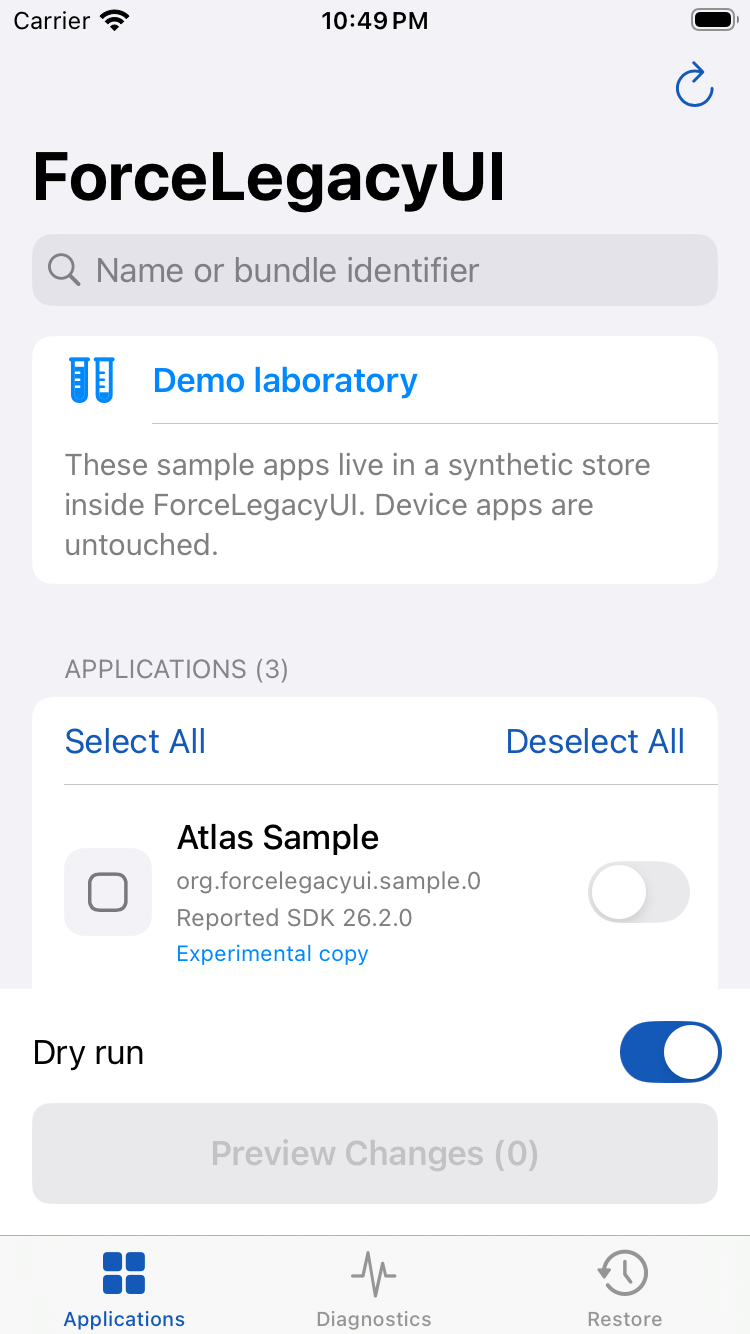 Carrier 10:49 PM
ForceLegacyUI
Name or bundle identifier
Demo laboratory
These sample apps live in a synthetic store
inside ForceLegacyUI. Device apps are
untouched.
APPLICATIONS (3)
Select All Deselect All
Atlas Sample
org.forcelegacyui.sample.0
Reported SDK 26.2.0
Experimental copy
Dry run
Preview Changes (0)
Applications Diagnostics Restore